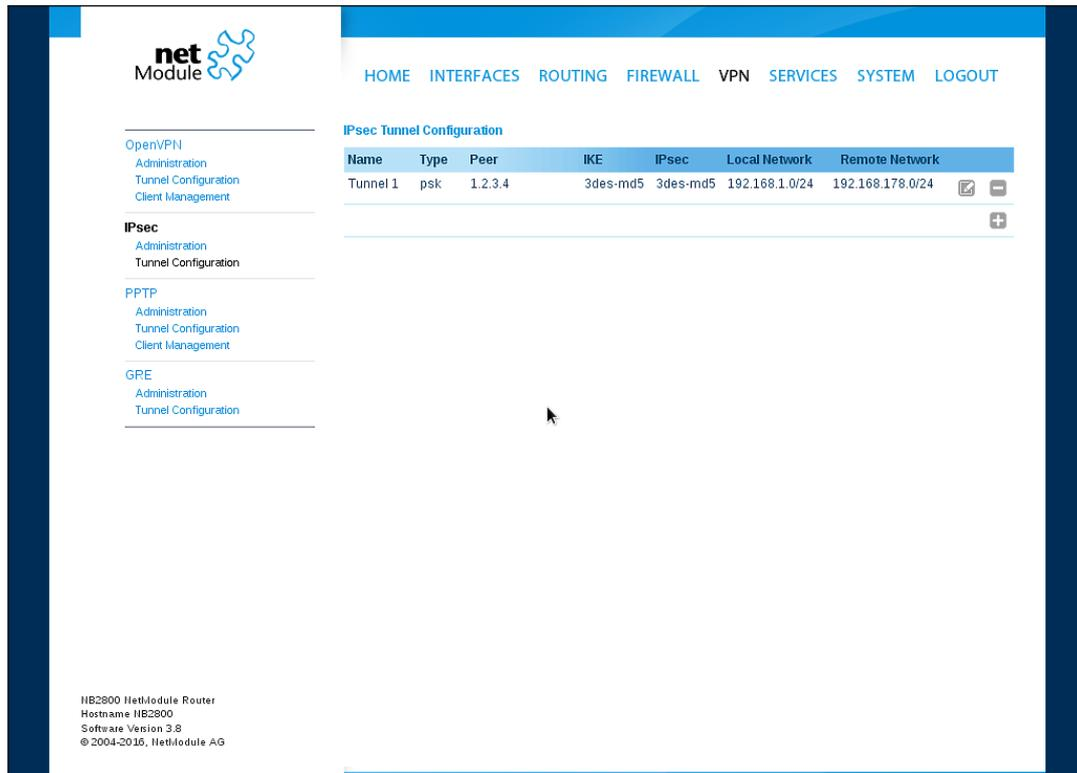 net
Module
HOME INTERFACES ROUTING FIREWALL VPN SERVICES SYSTEM LOGOUT
OpenVPN
Administration
Tunnel Configuration
Client Management
IPsec
Administration
Tunnel Configuration
PPTP
Administration
Tunnel Configuration
Client Management
GRE
Administration
Tunnel Configuration
IPsec Tunnel Configuration
Name Type Peer IKE IPsec Local Network Remote Network
Tunnel 1 psk 1.2.3.4 3des-md5 3des-md5 192.168.1.0/24 192.168.178.0/24
NB2800 NetModule Router
Hostname NB2800
Software Version 3.8
© 2004-2016, NetModule AG